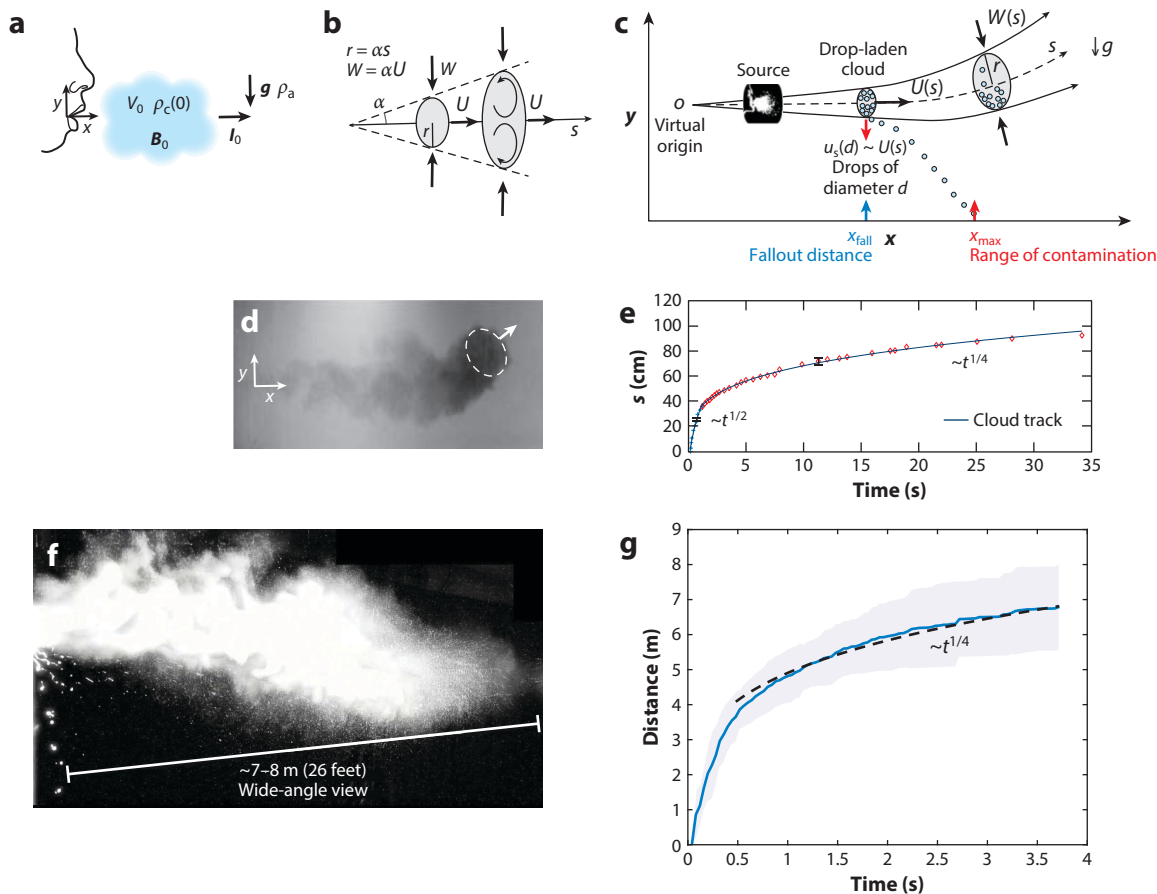 a
y
x
V₀ ρc(0)
B₀
I₀
g ρa
b
r = αs
W = αU
α
W
r
U
U
s
c
y
o
Virtual
origin
Source
Drop-laden
cloud
U(s)
W(s)
r
s
g
us(d) ~ U(s)
Drops of
diameter d
xfall
x
xmax
Fallout distance
Range of contamination
d
y
x
e
s (cm)
100
80
60
40
20
0
~t^1/2
~t^1/4
Cloud track
0
5
10
15
20
25
30
35
Time (s)
f
~7–8 m (26 feet)
Wide-angle view
g
Distance (m)
9
8
7
6
5
4
3
2
1
0
~t^1/4
0
0.5
1
1.5
2
2.5
3
3.5
4
Time (s)